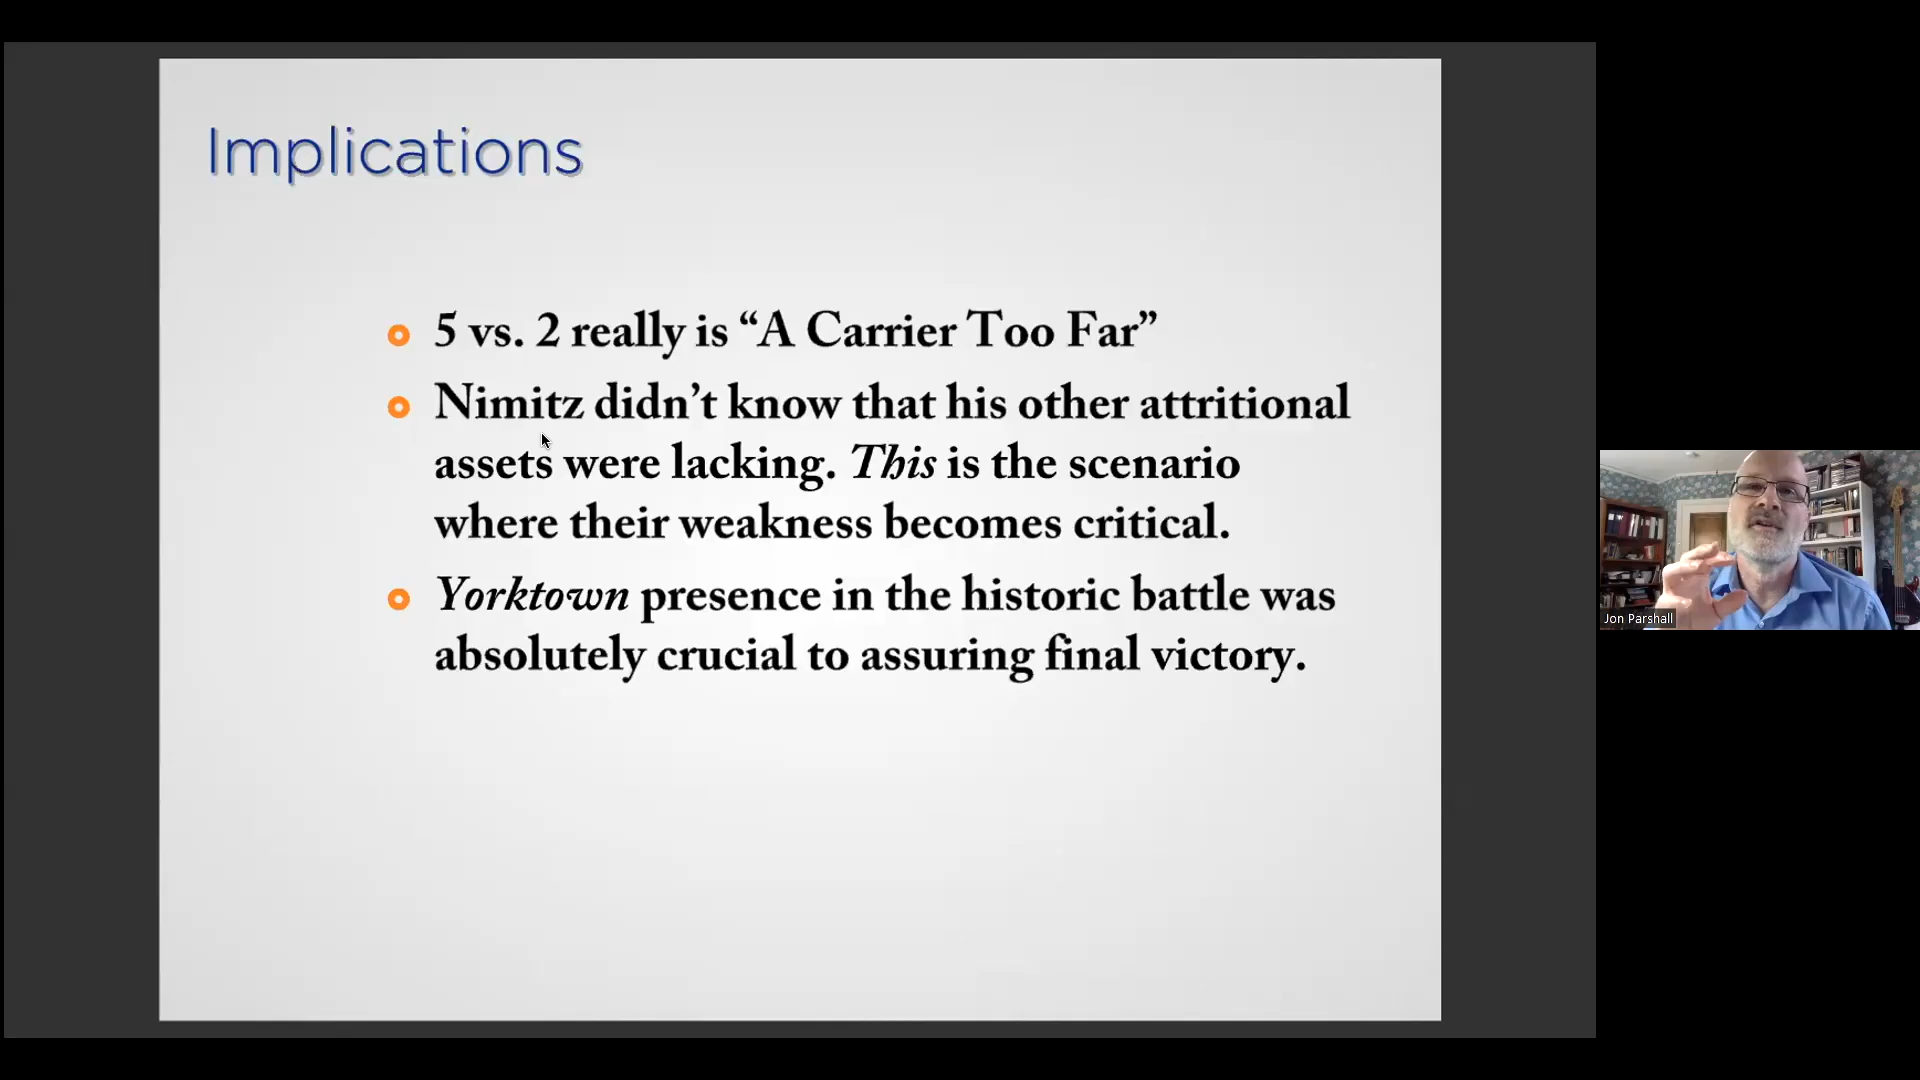 Implications
5 vs. 2 really is “A Carrier Too Far”
Nimitz didn’t know that his other attritional
assets were lacking. This is the scenario
where their weakness becomes critical.
Yorktown presence in the historic battle was
absolutely crucial to assuring final victory.
Jon Parshall